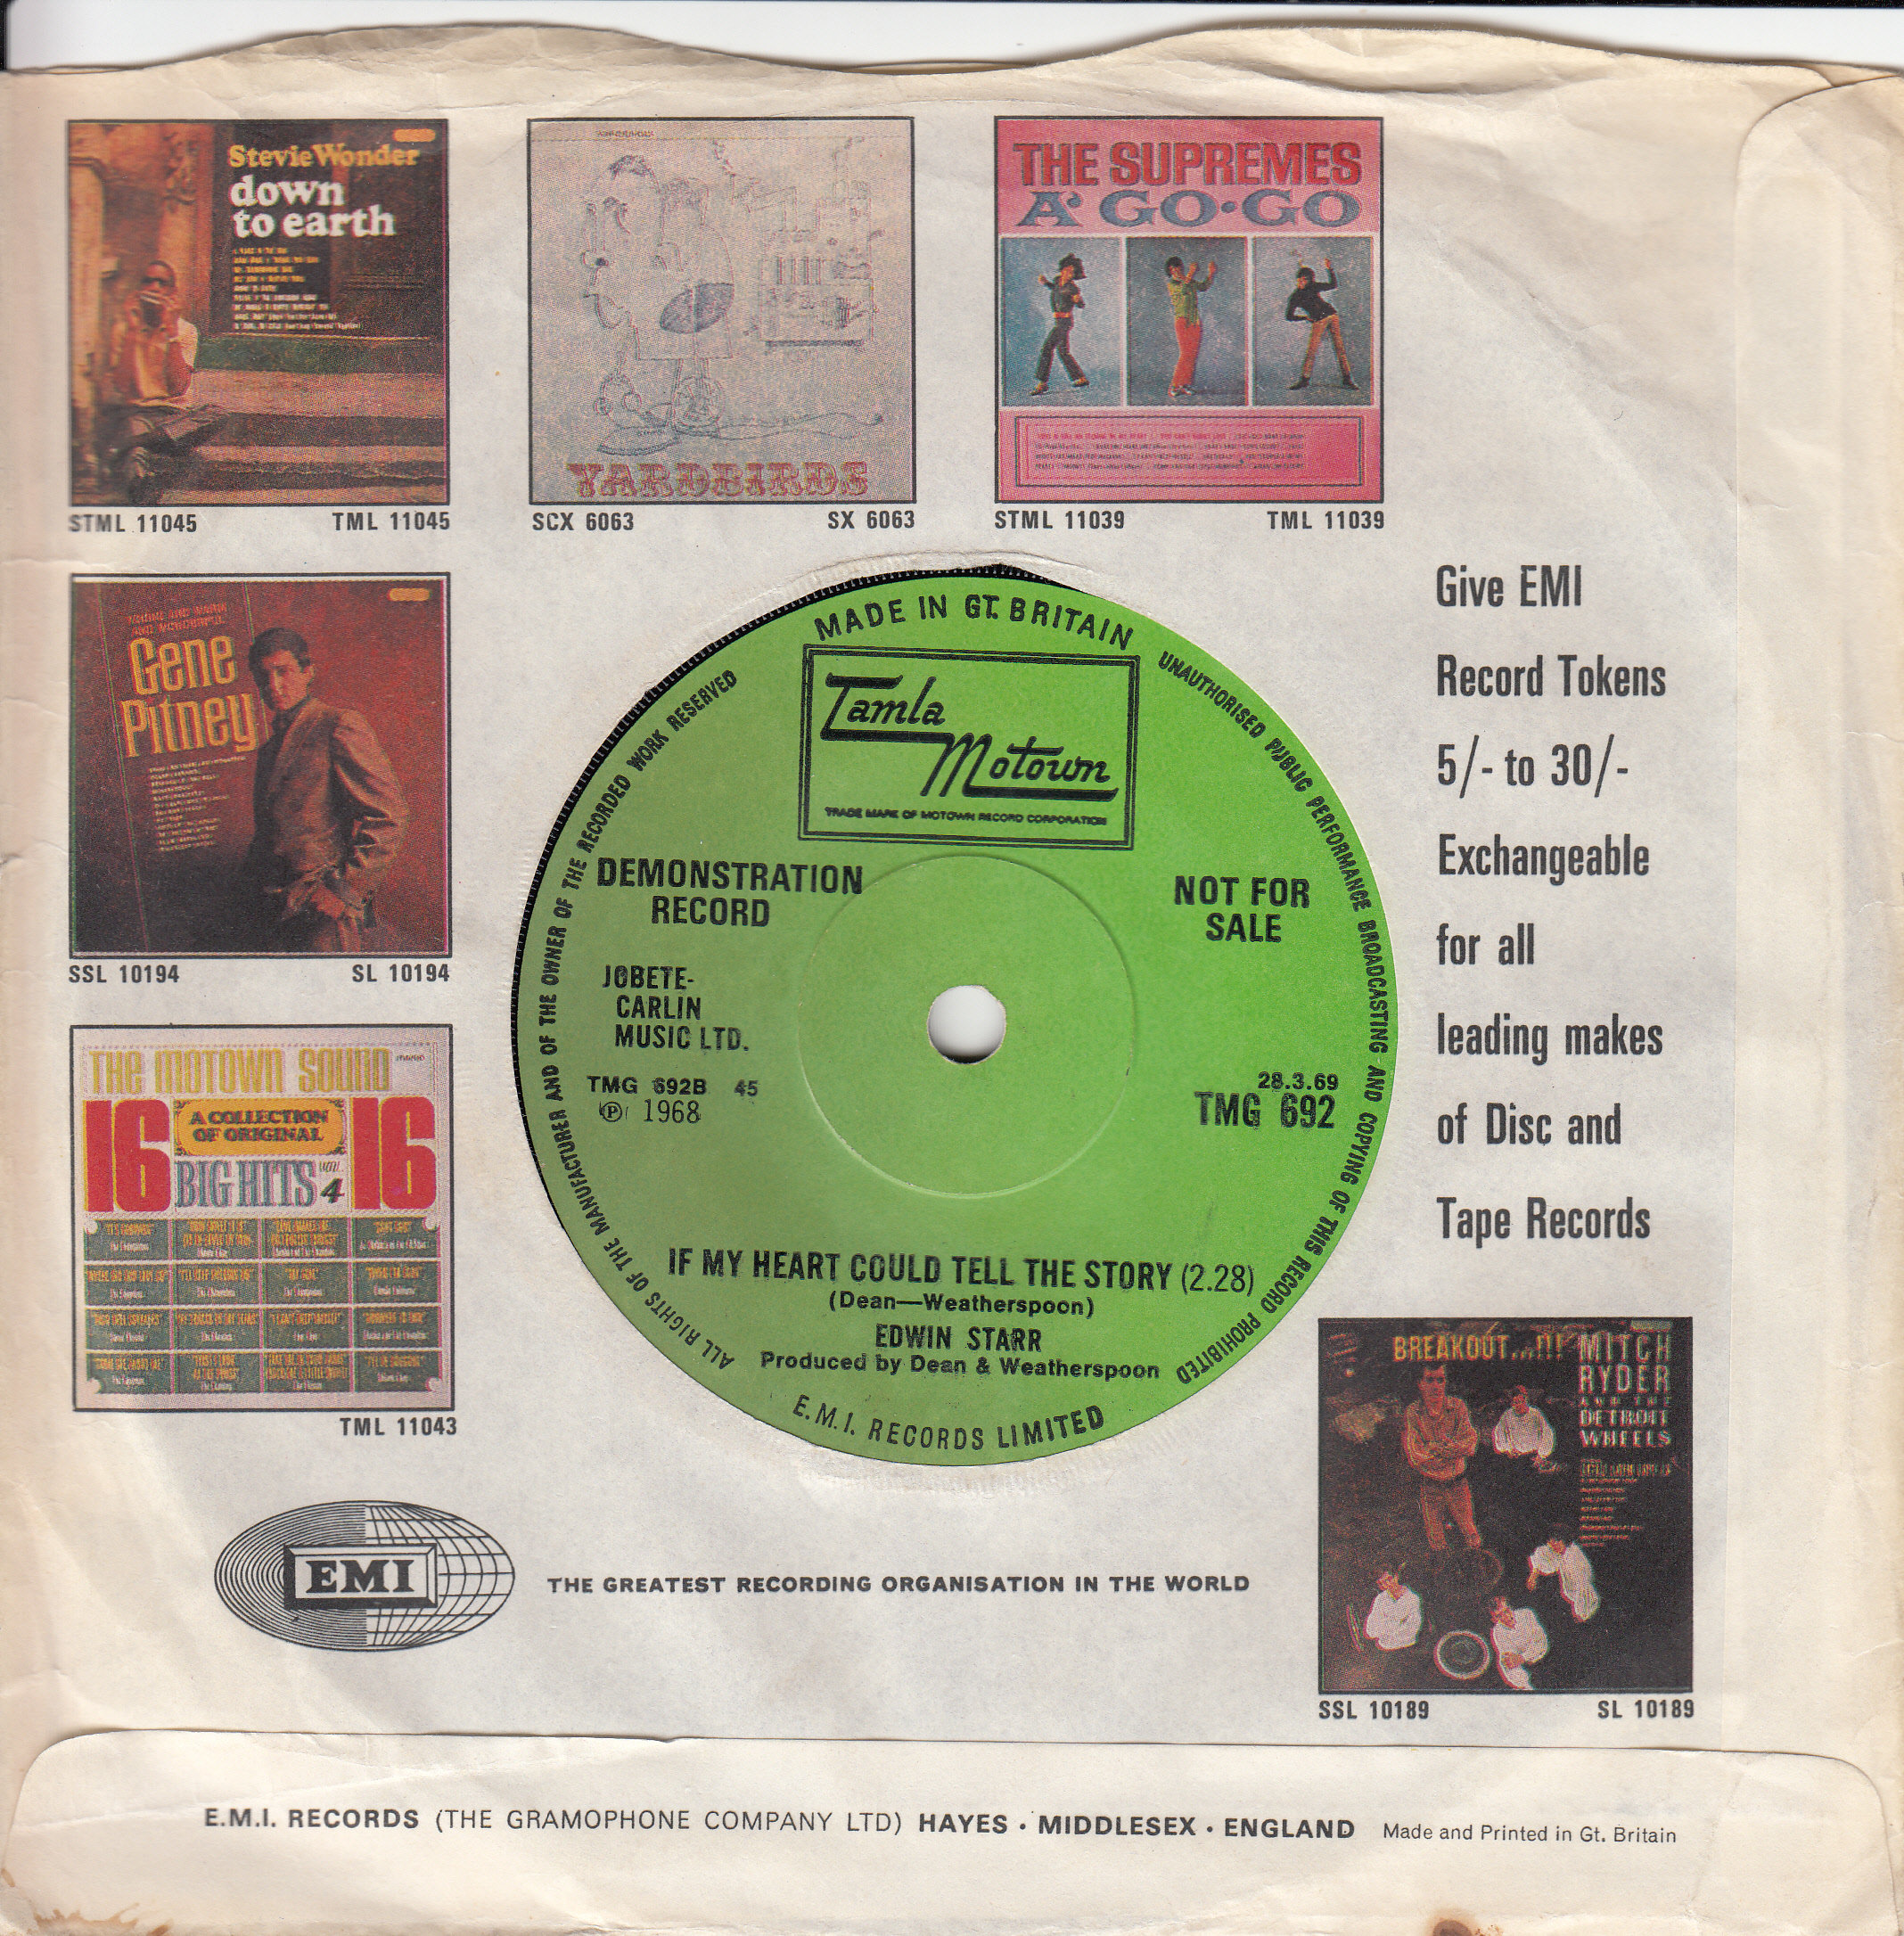 Stevie Wonder
down
to earth
STML 11045 TML 11045
YARDBIRDS
SCX 6063 SX 6063
THE SUPREMES
A' GO•GO
STML 11039 TML 11039
Gene
Pitney
SSL 10194 SL 10194
THE MOTOWN SOUND
16 A COLLECTION 16
OF ORIGINAL
BIG HITS VOL. 4
TML 11043
MADE IN GT. BRITAIN
Tamla
Motown
TRADE MARK OF MOTOWN RECORD CORPORATION
DEMONSTRATION
RECORD
NOT FOR
SALE
JOBETE-
CARLIN
MUSIC LTD.
TMG 692B 45
Ⓟ 1968
28.3.69
TMG 692
IF MY HEART COULD TELL THE STORY (2.28)
(Dean—Weatherspoon)
EDWIN STARR
Produced by Dean & Weatherspoon
E.M.I. RECORDS LIMITED
ALL RIGHTS OF THE MANUFACTURER AND OF THE OWNER OF THE RECORDED WORK RESERVED
UNAUTHORISED PUBLIC PERFORMANCE BROADCASTING AND COPYING OF THIS RECORD PROHIBITED
Give EMI
Record Tokens
5/- to 30/-
Exchangeable
for all
leading makes
of Disc and
Tape Records
BREAKOUT...!!! MITCH
RYDER
AND THE
DETROIT
WHEELS
SSL 10189 SL 10189
EMI
THE GREATEST RECORDING ORGANISATION IN THE WORLD
E.M.I. RECORDS (THE GRAMOPHONE COMPANY LTD) HAYES • MIDDLESEX • ENGLAND Made and Printed in Gt. Britain